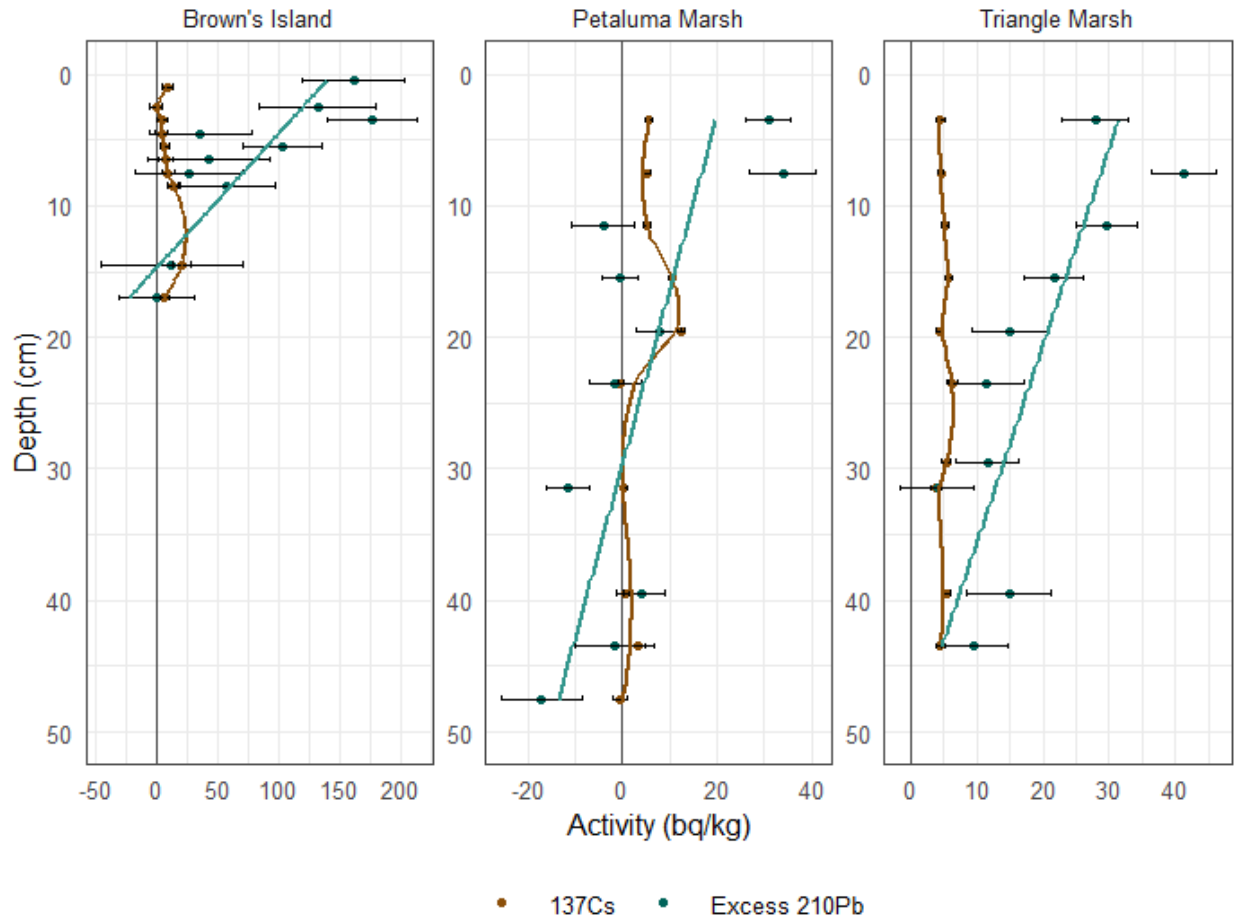 Brown's Island Petaluma Marsh Triangle Marsh
0 0 0
10 10 10
20 20 20
30 30 30
40 40 40
50 50 50
Depth (cm)
-50 0 50 100 150 200 -20 0 20 40 0 10 20 30 40
Activity (bq/kg)
137Cs Excess 210Pb